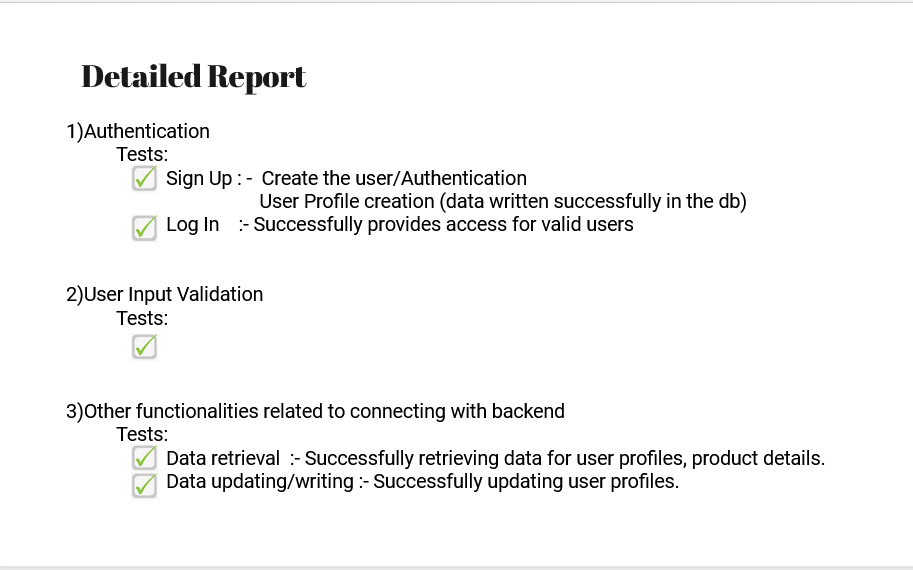 Detailed Report
1)Authentication
Tests:
Sign Up : - Create the user/Authentication
User Profile creation (data written successfully in the db)
Log In :- Successfully provides access for valid users
2)User Input Validation
Tests:
3)Other functionalities related to connecting with backend
Tests:
Data retrieval :- Successfully retrieving data for user profiles, product details.
Data updating/writing :- Successfully updating user profiles.